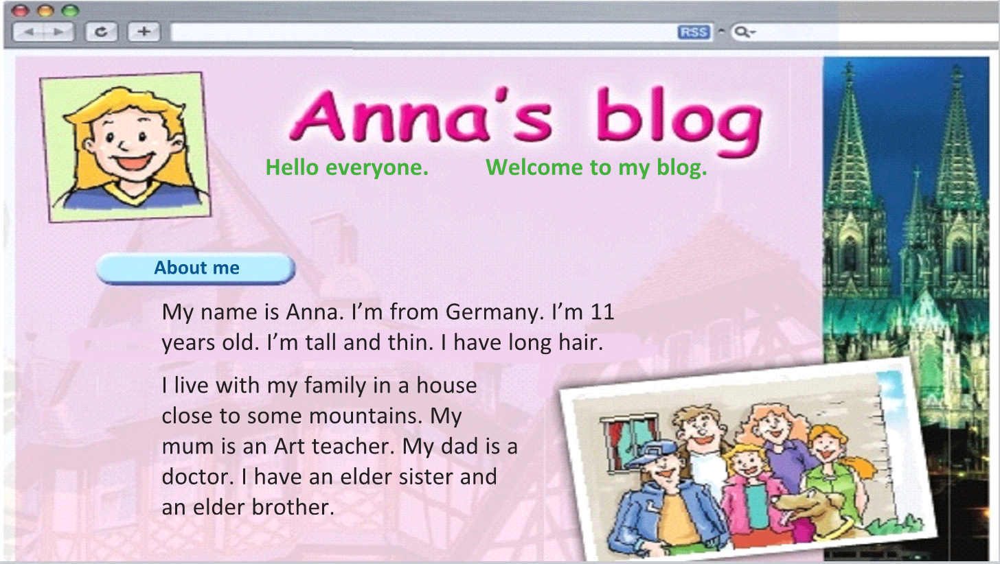 RSS
Anna's blog
Hello everyone. Welcome to my blog.
About me
My name is Anna. I'm from Germany. I'm 11
years old. I'm tall and thin. I have long hair.
I live with my family in a house
close to some mountains. My
mum is an Art teacher. My dad is a
doctor. I have an elder sister and
an elder brother.